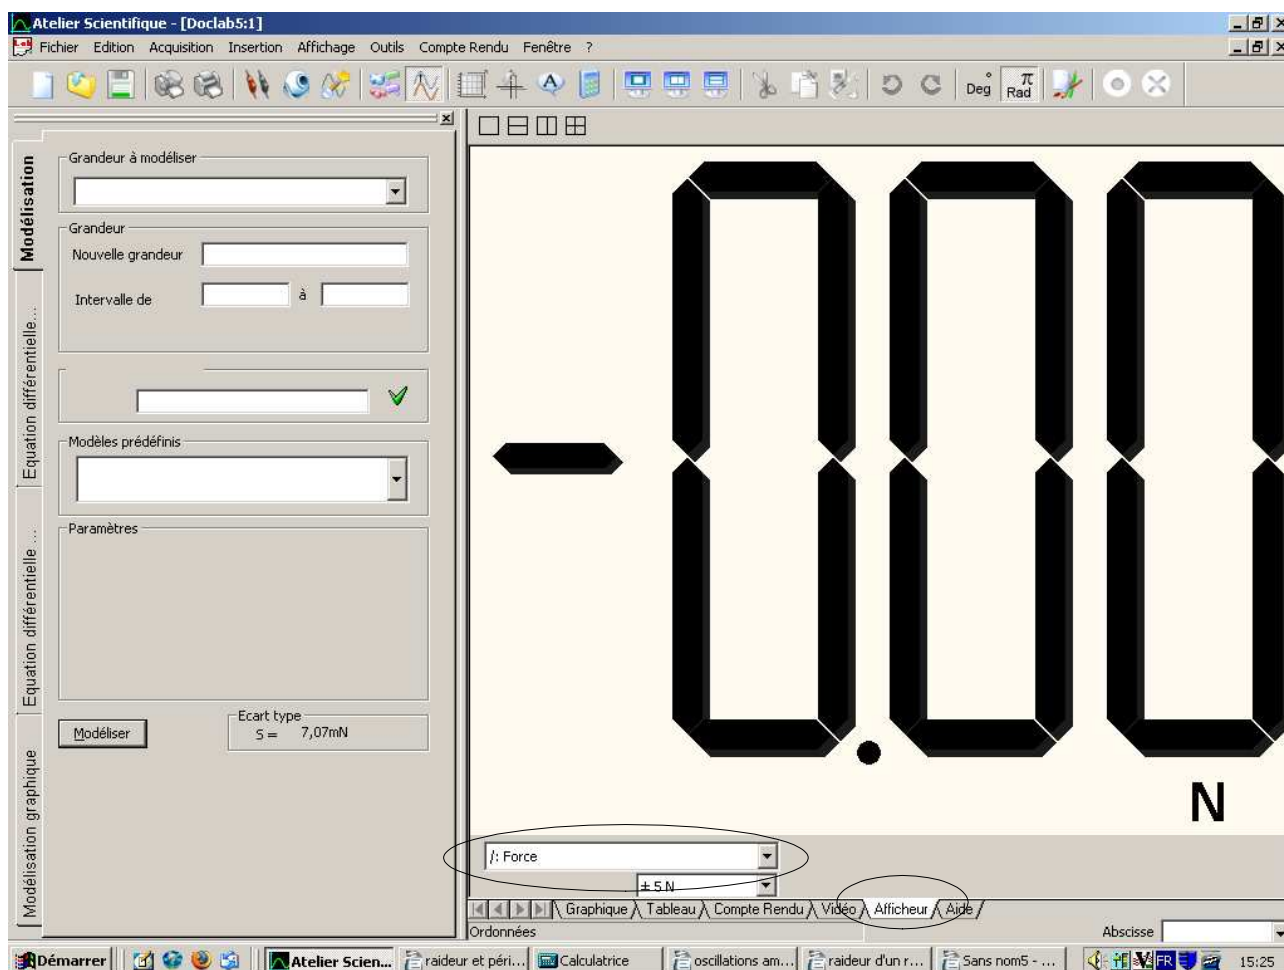 Atelier Scientifique - [Doclab5:1]
Fichier Edition Acquisition Insertion Affichage Outils Compte Rendu Fenêtre ?
Deg π Rad
Modélisation
Equation différentielle...
Equation différentielle ...
Modélisation graphique
Grandeur à modéliser
Grandeur
Nouvelle grandeur
Intervalle de à
Modèles prédéfinis
Paramètres
Modéliser
Ecart type
S = 7,07mN
-0.00
N
/: Force
± 5 N
Graphique Tableau Compte Rendu Vidéo Afficheur Aide
Ordonnées Abscisse
Démarrer Atelier Scien... raideur et péri... Calculatrice oscillations am... raideur d'un r... Sans nom5 - ... FR 15:25